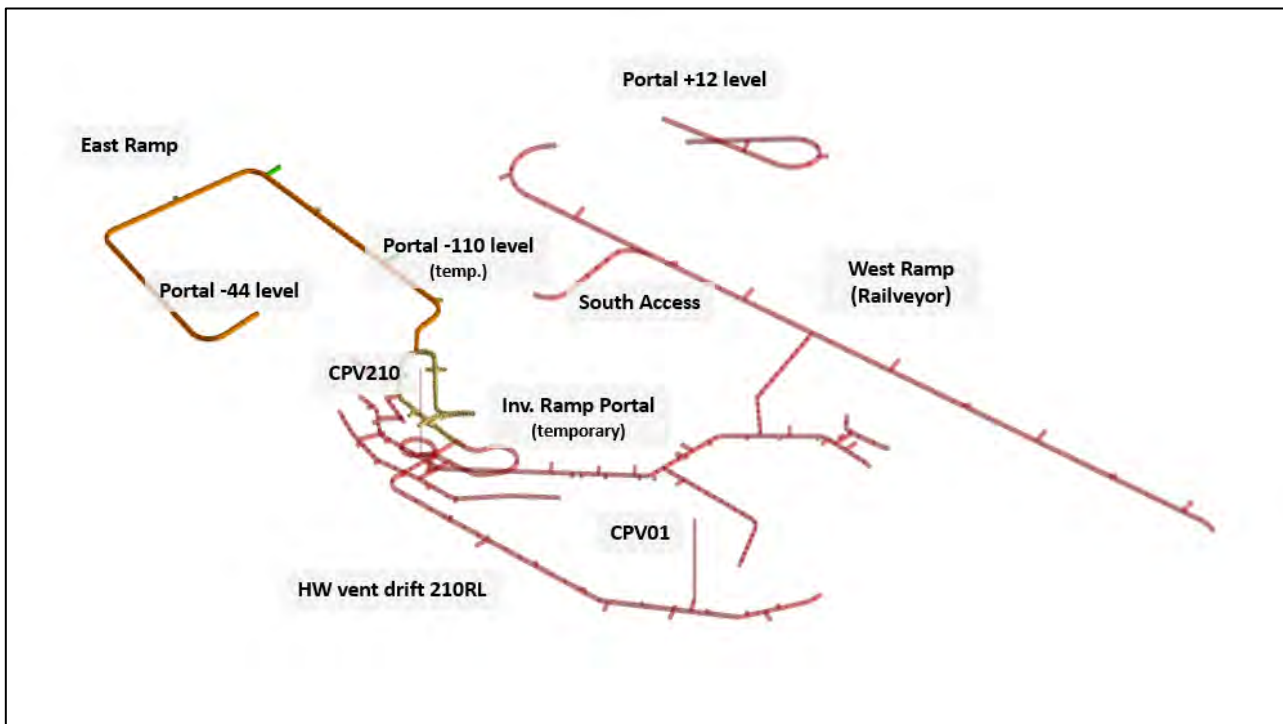 Portal +12 level
East Ramp
Portal -110 level
(temp.)
West Ramp
(Railveyor)
Portal -44 level
South Access
CPV210
Inv. Ramp Portal
(temporary)
CPV01
HW vent drift 210RL